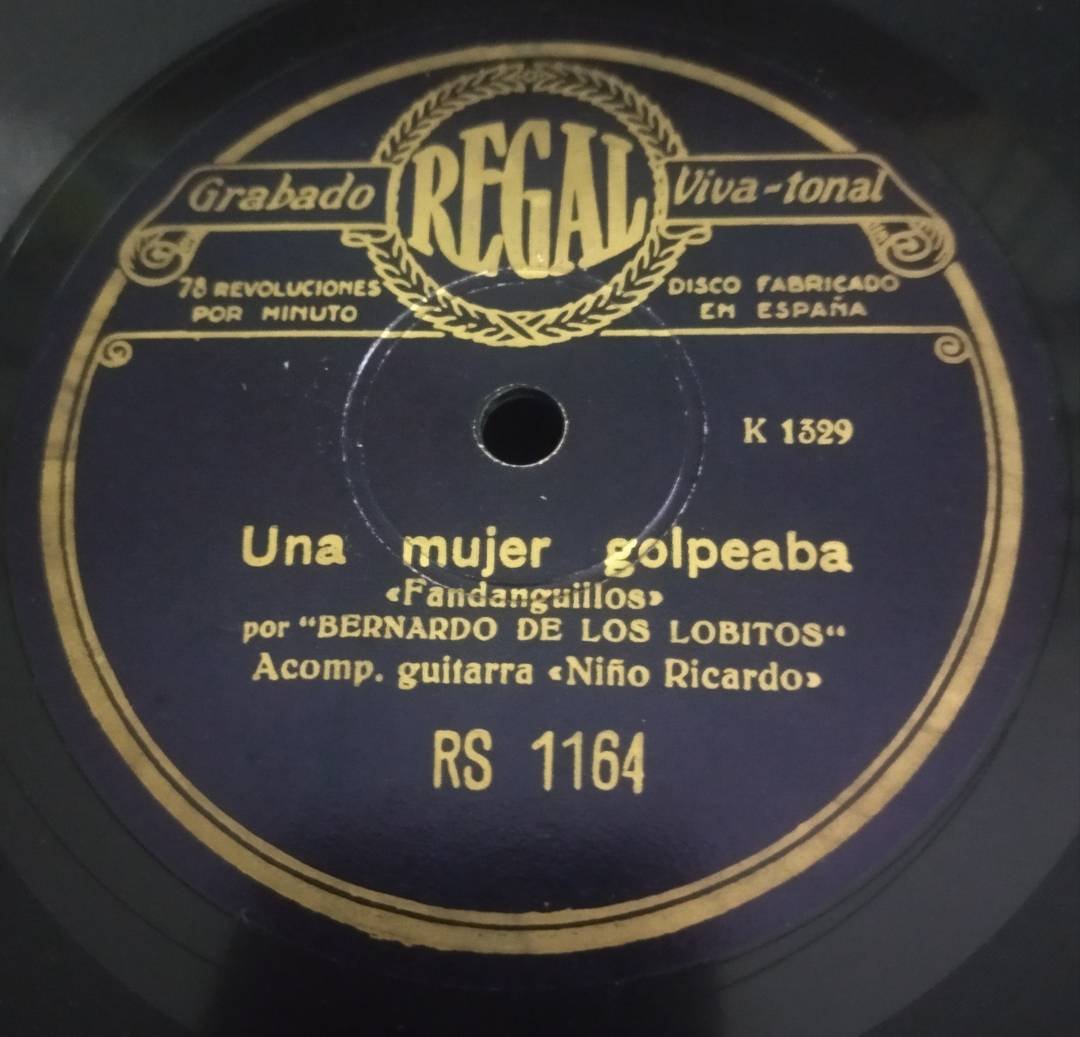 REGAL
Grabado Viva-tonal
78 REVOLUCIONES
POR MINUTO
DISCO FABRICADO
EN ESPAÑA
K 1329
Una mujer golpeaba
«Fandanguillos»
por "BERNARDO DE LOS LOBITOS"
Acomp. guitarra «Niño Ricardo»
RS 1164